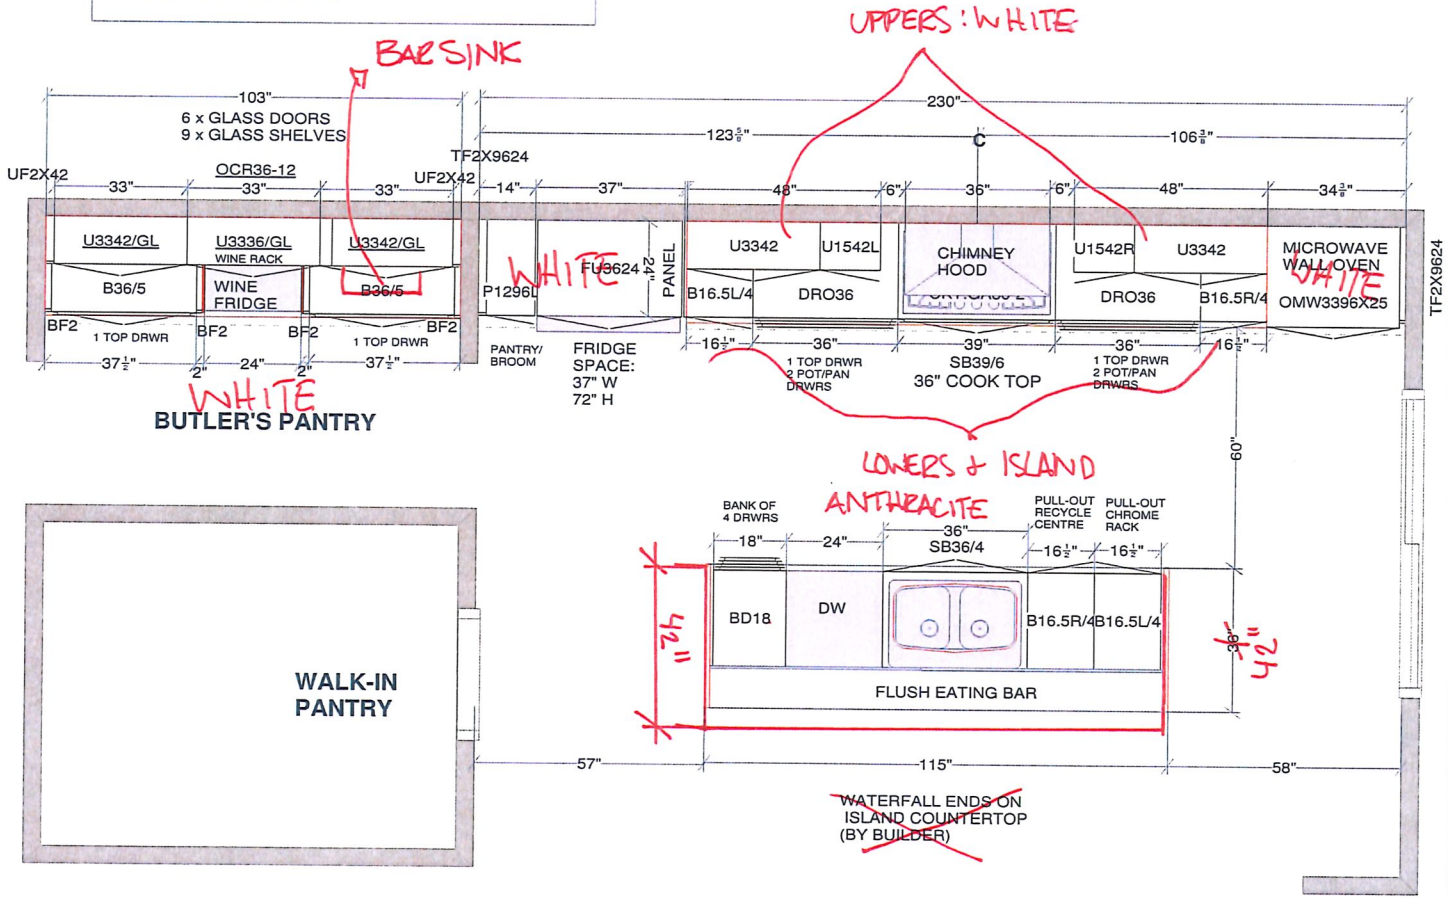 UPPERS: WHITE
BAR SINK
103"
230"
6 x GLASS DOORS
9 x GLASS SHELVES
123 5/8"
C
106 3/8"
TF2X9624
UF2X42
OCR36-12
UF2X42
33"
33"
33"
14"
37"
48"
6"
36"
6"
48"
34 3/8"
U3342/GL
U3336/GL
WINE RACK
U3342/GL
B36/5
WINE
FRIDGE
B36/5
P1296L
WHITE
FU3624
24"
PANEL
U3342
U1542L
B16.5L/4
DRO36
CHIMNEY
HOOD
U1542R
U3342
DRO36
B16.5R/4
MICROWAVE
WALL OVEN
WHITE
OMW3396X25
TF2X9624
BF2
BF2
BF2
BF2
1 TOP DRWR
1 TOP DRWR
37 1/2"
2"
24"
2"
37 1/2"
WHITE
BUTLER'S PANTRY
PANTRY/
BROOM
FRIDGE
SPACE:
37" W
72" H
16 1/2"
36"
39"
36"
16 1/2"
1 TOP DRWR
2 POT/PAN
DRWRS
SB39/6
36" COOK TOP
1 TOP DRWR
2 POT/PAN
DRWRS
60"
LOWERS & ISLAND
ANTHRACITE
BANK OF
4 DRWRS
PULL-OUT
RECYCLE
CENTRE
PULL-OUT
CHROME
RACK
18"
24"
36"
SB36/4
16 1/2"
16 1/2"
42"
BD18
DW
B16.5R/4
B16.5L/4
36"
42"
FLUSH EATING BAR
WALK-IN
PANTRY
57"
115"
58"
WATERFALL ENDS ON
ISLAND COUNTERTOP
(BY BUILDER)